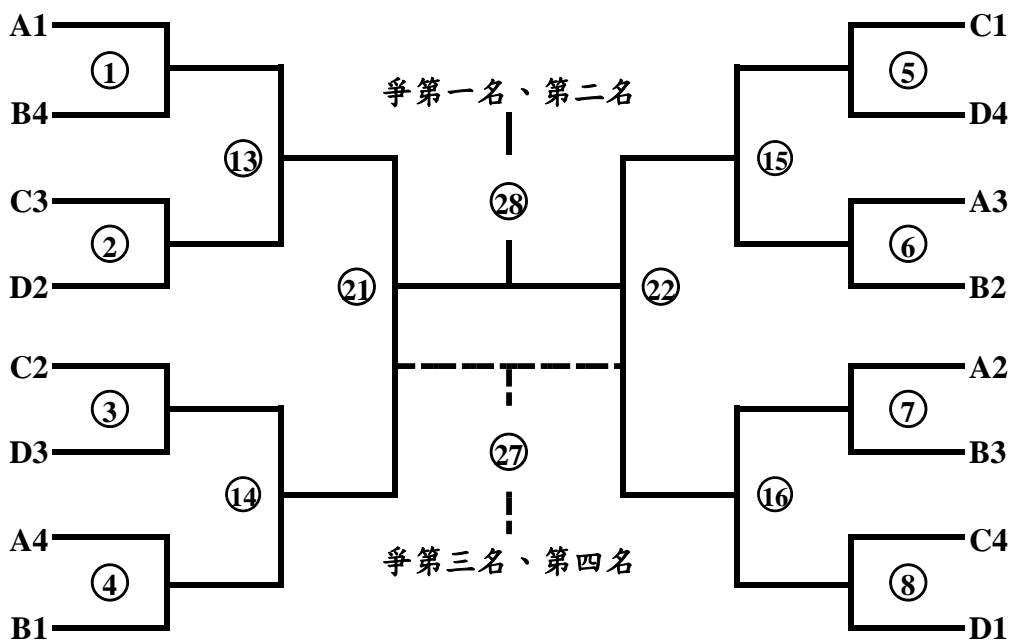 A1
①
B4
⑬
C3
②
D2
㉑
C2
③
D3
⑭
A4
④
B1
爭第一名、第二名
㉘
㉗
爭第三名、第四名
C1
⑤
D4
⑮
A3
⑥
B2
㉒
A2
⑦
B3
⑯
C4
⑧
D1